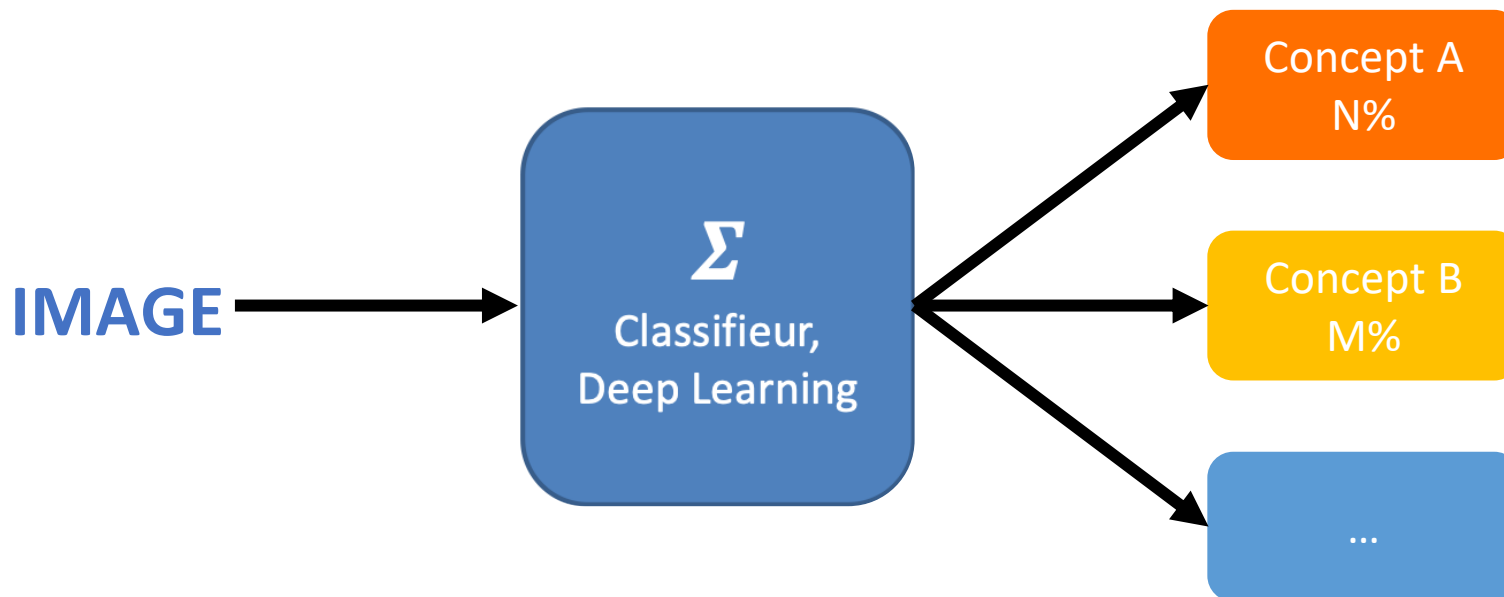 IMAGE
Σ
Classifieur,
Deep Learning
Concept A
N%
Concept B
M%
...